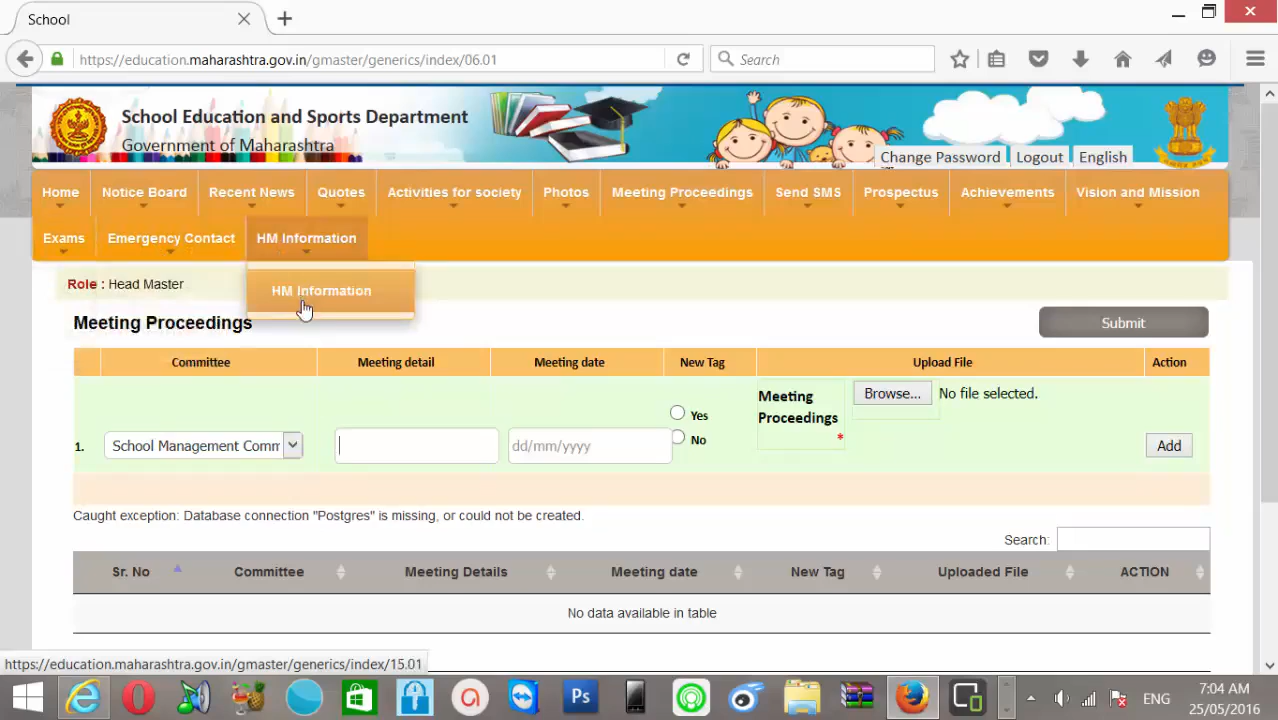 School
https://education.maharashtra.gov.in/gmaster/generics/index/06.01
Search
School Education and Sports Department
Government of Maharashtra
Change Password
Logout
English
Home
Notice Board
Recent News
Quotes
Activities for society
Photos
Meeting Proceedings
Send SMS
Prospectus
Achievements
Vision and Mission
Exams
Emergency Contact
HM Information
Role : Head Master
HM Information
Meeting Proceedings
Submit
Committee
Meeting detail
Meeting date
New Tag
Upload File
Action
1.
School Management Comm
dd/mm/yyyy
Yes
No
Meeting
Proceedings
*
Browse...
No file selected.
Add
Caught exception: Database connection "Postgres" is missing, or could not be created.
Search:
Sr. No
Committee
Meeting Details
Meeting date
New Tag
Uploaded File
ACTION
No data available in table
https://education.maharashtra.gov.in/gmaster/generics/index/15.01
Ps
ENG
7:04 AM
25/05/2016